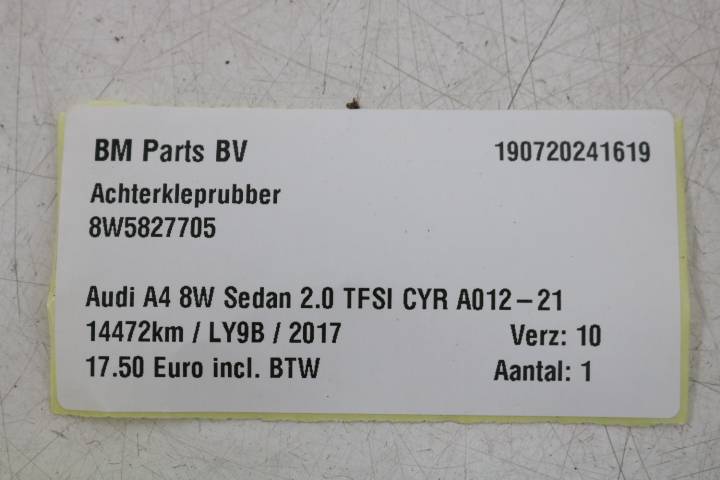 BM Parts BV 190720241619
Achterkleprubber
8W5827705
Audi A4 8W Sedan 2.0 TFSI CYR A012-21
14472km / LY9B / 2017 Verz: 10
17.50 Euro incl. BTW Aantal: 1